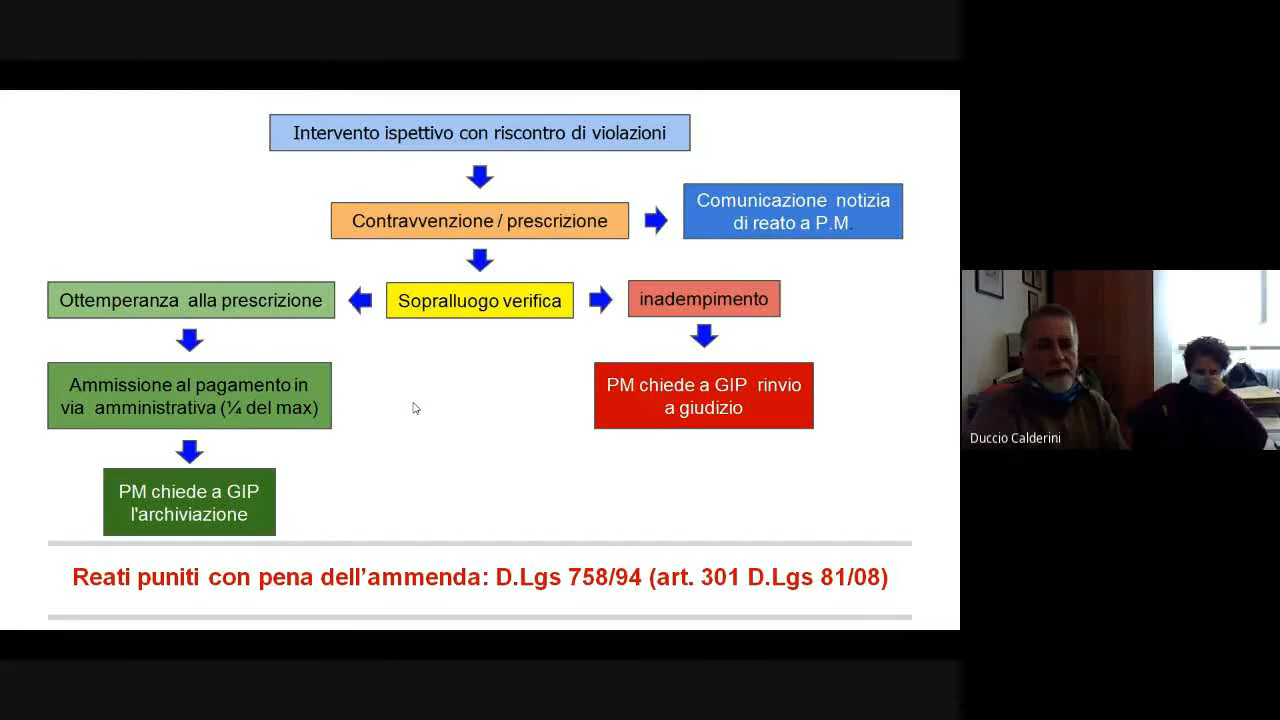 Intervento ispettivo con riscontro di violazioni
Contravvenzione / prescrizione
Comunicazione notizia
di reato a P.M.
Ottemperanza alla prescrizione
Sopralluogo verifica
inadempimento
Ammissione al pagamento in
via amministrativa (¼ del max)
PM chiede a GIP rinvio
a giudizio
PM chiede a GIP
l'archiviazione
Reati puniti con pena dell’ammenda: D.Lgs 758/94 (art. 301 D.Lgs 81/08)
Duccio Calderini